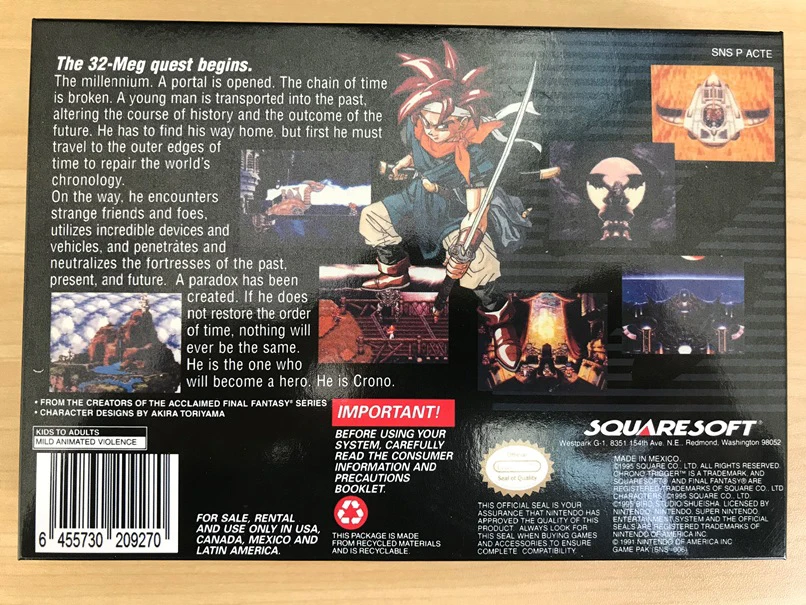 The 32-Meg quest begins.
The millennium. A portal is opened. The chain of time
is broken. A young man is transported into the past,
altering the course of history and the outcome of the
future. He has to find his way home, but first he must
travel to the outer edges of
time to repair the world's
chronology.
On the way, he encounters
strange friends and foes,
utilizes incredible devices and
vehicles, and penetrates and
neutralizes the fortresses of the past,
present, and future. A paradox has been
created. If he does
not restore the order
of time, nothing will
ever be the same.
He is the one who
will become a hero. He is Crono.
SNS P ACTE
• FROM THE CREATORS OF THE ACCLAIMED FINAL FANTASY® SERIES
• CHARACTER DESIGNS BY AKIRA TORIYAMA
KIDS TO ADULTS
MILD ANIMATED VIOLENCE
6 455730 209270
FOR SALE, RENTAL
AND USE ONLY IN USA,
CANADA, MEXICO AND
LATIN AMERICA.
IMPORTANT!
BEFORE USING YOUR
SYSTEM, CAREFULLY
READ THE CONSUMER
INFORMATION AND
PRECAUTIONS
BOOKLET.
THIS PACKAGE IS MADE
FROM RECYCLED MATERIALS
AND IS RECYCLABLE.
Official
Seal of Quality
THIS OFFICIAL SEAL IS YOUR
ASSURANCE THAT NINTENDO HAS
APPROVED THE QUALITY OF THIS
PRODUCT. ALWAYS LOOK FOR
THIS SEAL WHEN BUYING GAMES
AND ACCESSORIES TO ENSURE
COMPLETE COMPATIBILITY.
SQUARESOFT
Westpark G-1, 8351 154th Ave. N.E., Redmond, Washington 98052
MADE IN MEXICO.
©1995 SQUARE CO., LTD. ALL RIGHTS RESERVED.
CHRONO TRIGGER™ IS A TRADEMARK, AND
SQUARESOFT® AND FINAL FANTASY® ARE
REGISTERED TRADEMARKS OF SQUARE CO., LTD
CHARACTERS: ©1995 SQUARE CO., LTD.
©1995 BIRD STUDIO/SHUEISHA. LICENSED BY
NINTENDO. NINTENDO, SUPER NINTENDO
ENTERTAINMENT SYSTEM AND THE OFFICIAL
SEALS ARE REGISTERED TRADEMARKS OF
NINTENDO OF AMERICA INC.
© 1991 NINTENDO OF AMERICA INC
GAME PAK (SNS-006)